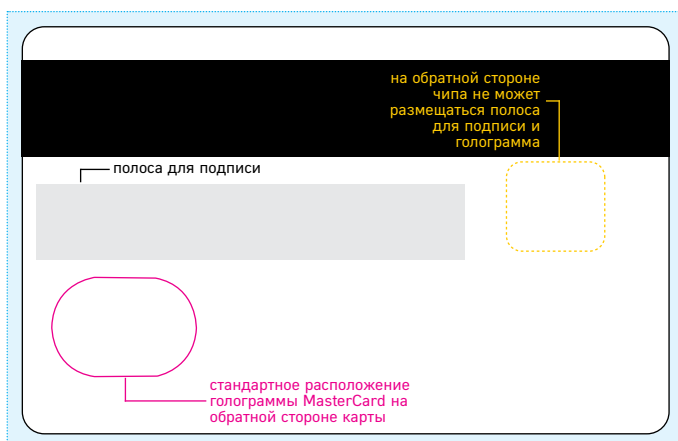 на обратной стороне
чипа не может
размещаться полоса
для подписи и
голограмма
полоса для подписи
стандартное расположение
голограммы MasterCard на
обратной стороне карты